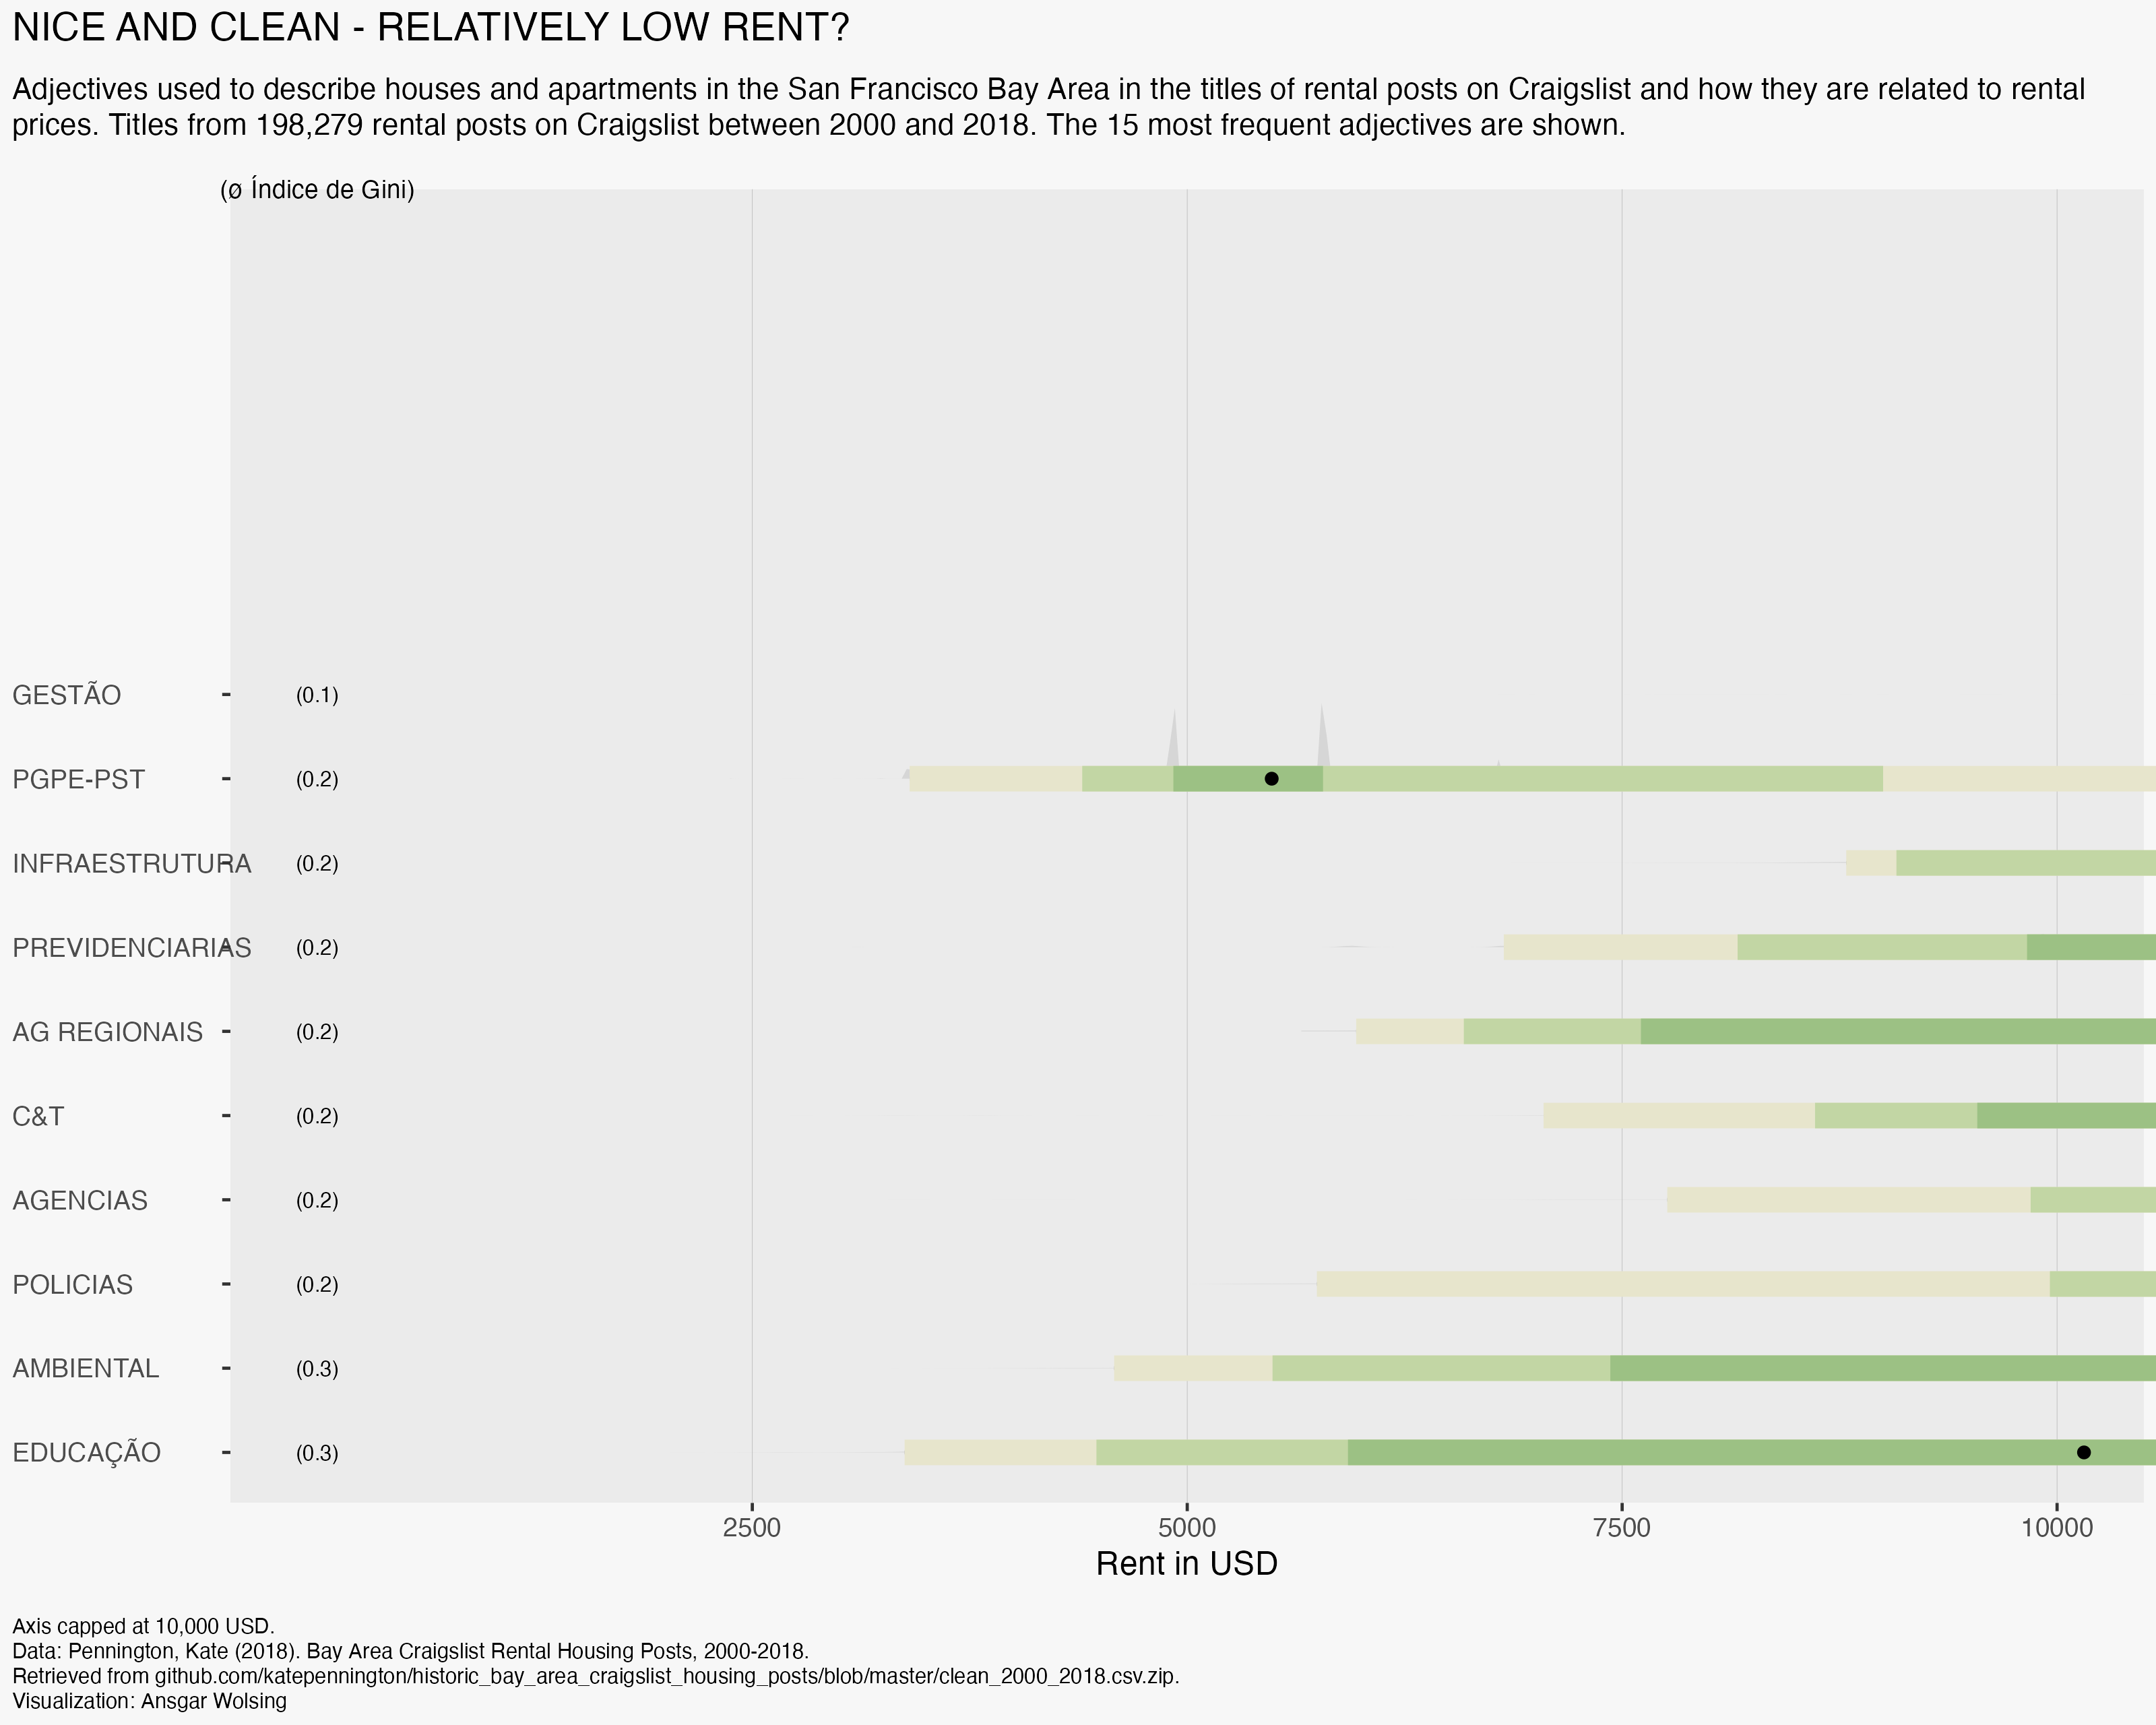 NICE AND CLEAN - RELATIVELY LOW RENT?
Adjectives used to describe houses and apartments in the San Francisco Bay Area in the titles of rental posts on Craigslist and how they are related to rental
prices. Titles from 198,279 rental posts on Craigslist between 2000 and 2018. The 15 most frequent adjectives are shown.
(ø Índice de Gini)
GESTÃO (0.1)
PGPE-PST (0.2)
INFRAESTRUTURA (0.2)
PREVIDENCIARIAS (0.2)
AG REGIONAIS (0.2)
C&T (0.2)
AGENCIAS (0.2)
POLICIAS (0.2)
AMBIENTAL (0.3)
EDUCAÇÃO (0.3)
2500 5000 7500 10000
Rent in USD
Axis capped at 10,000 USD.
Data: Pennington, Kate (2018). Bay Area Craigslist Rental Housing Posts, 2000-2018.
Retrieved from github.com/katepennington/historic_bay_area_craigslist_housing_posts/blob/master/clean_2000_2018.csv.zip.
Visualization: Ansgar Wolsing